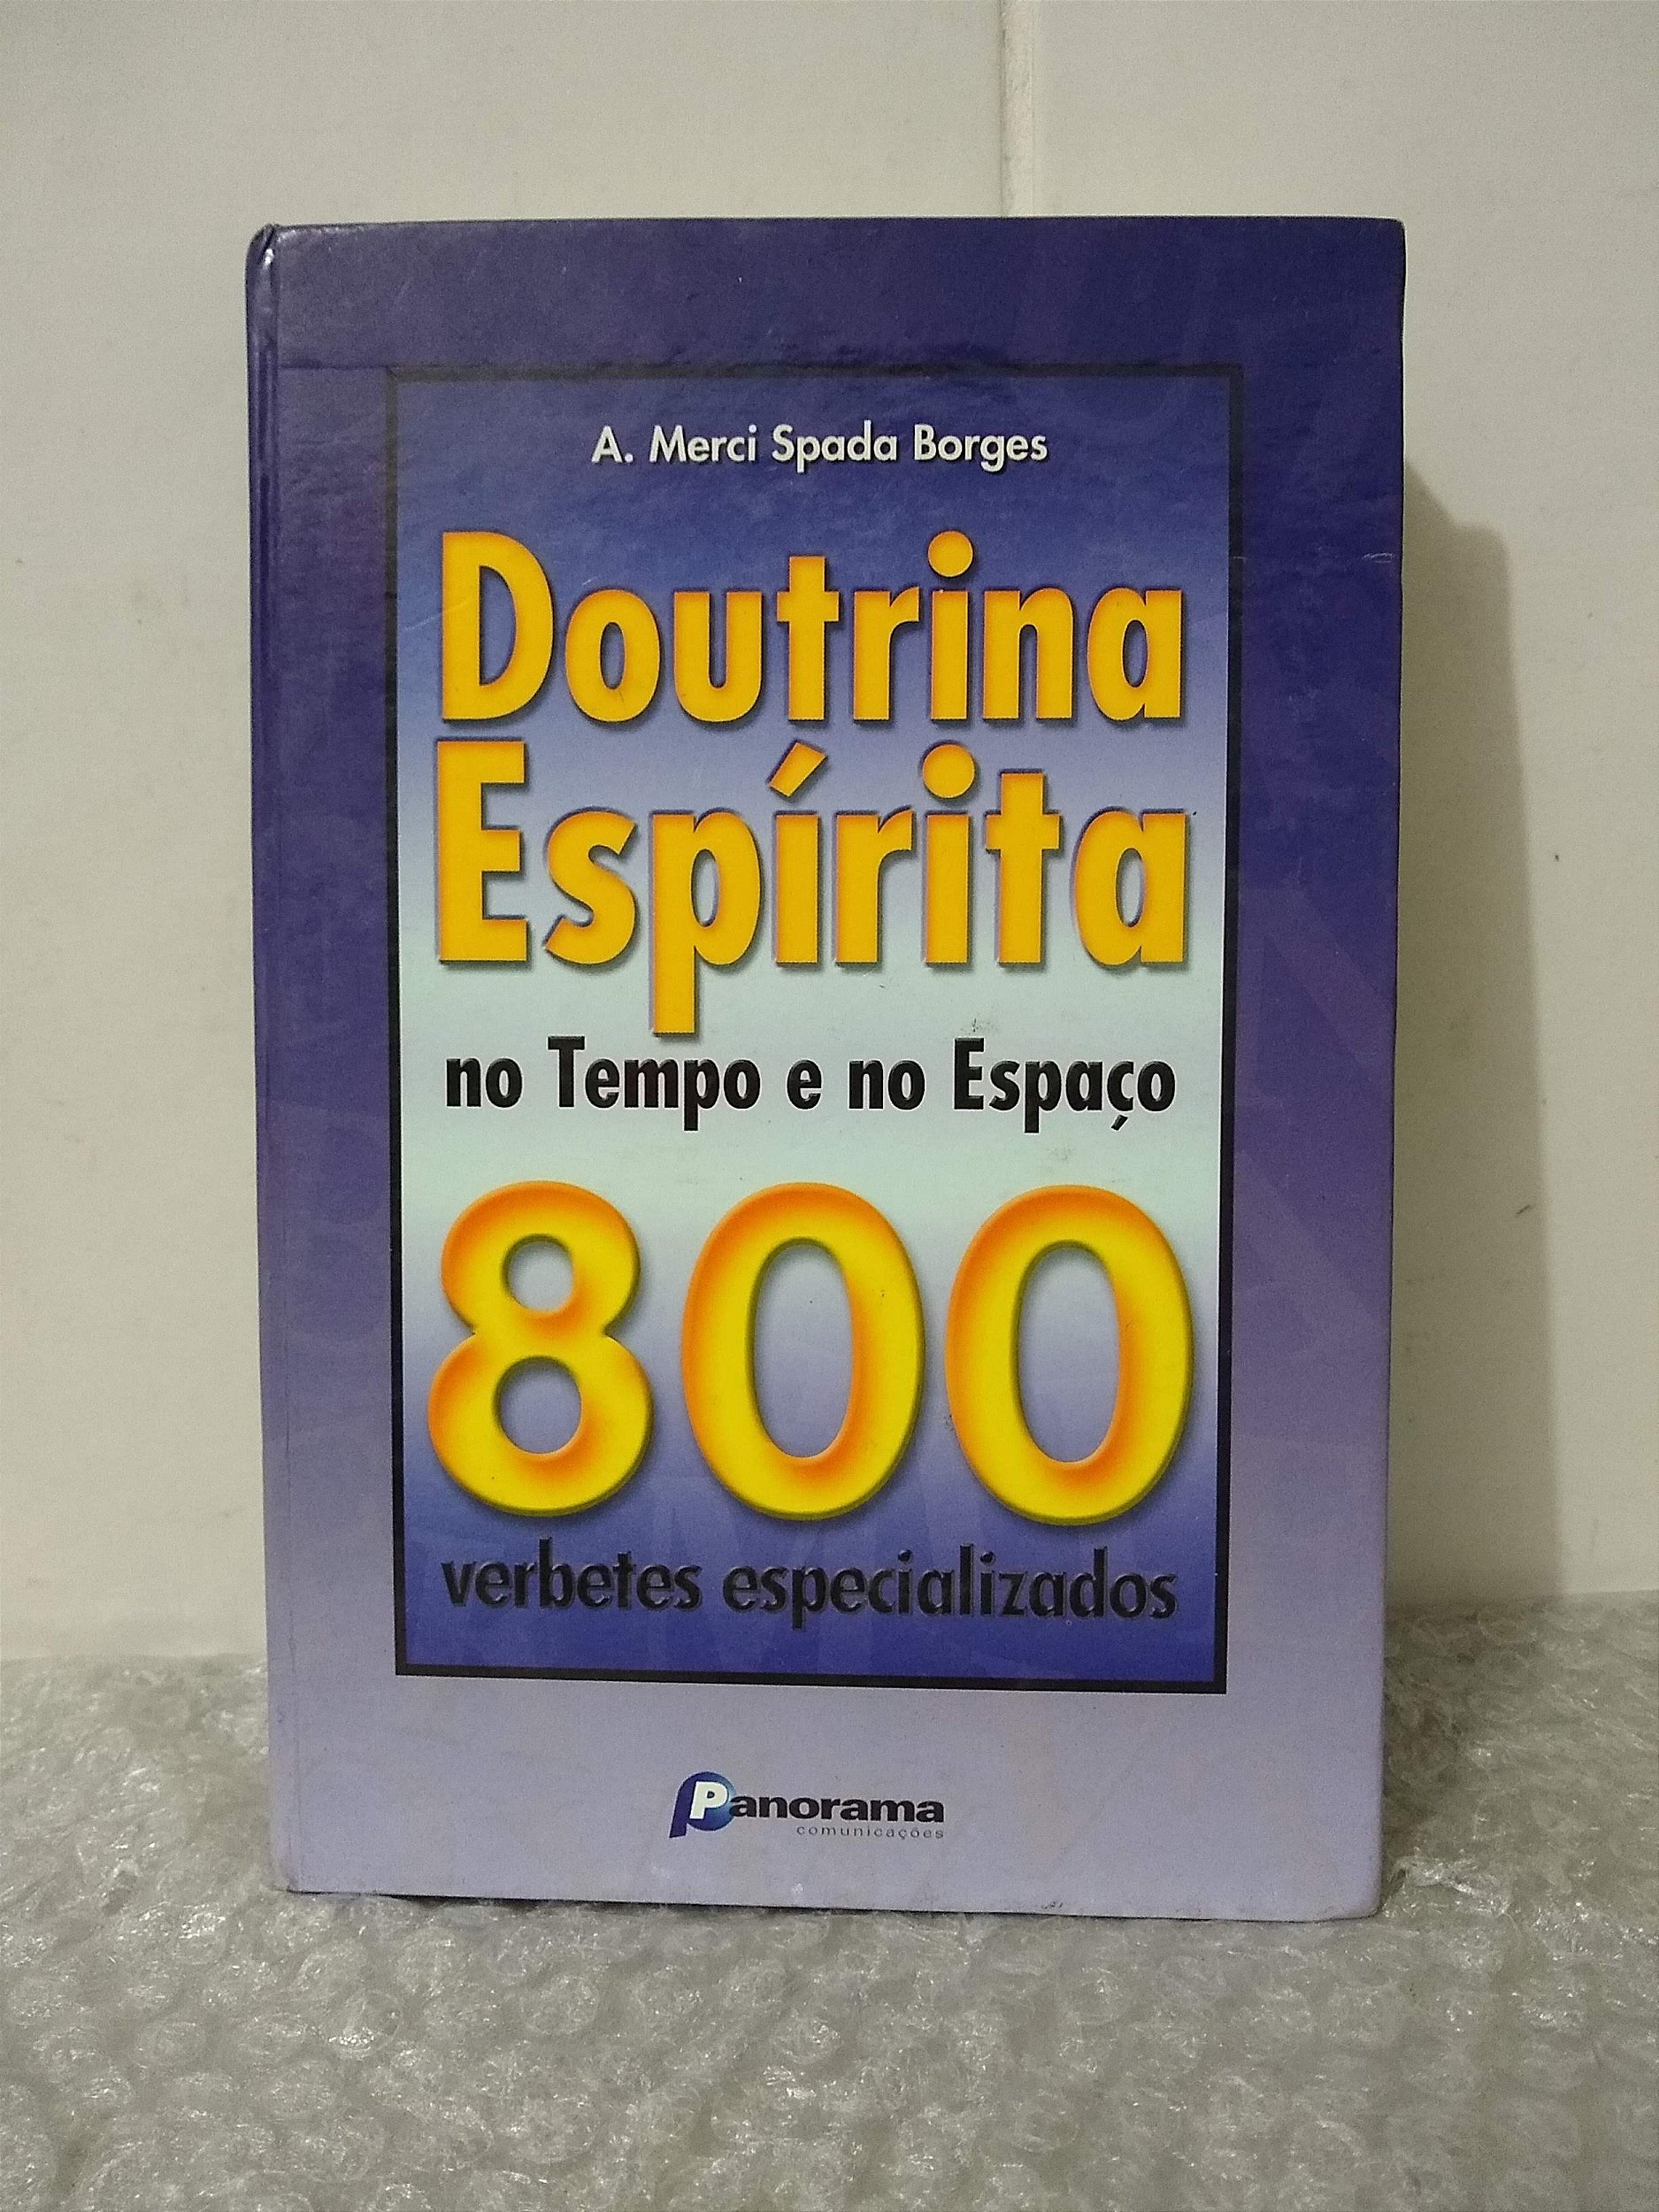 A. Merci Spada Borges
Doutrina
Espírita
no Tempo e no Espaço
800
verbetes especializados
Panorama
comunicações